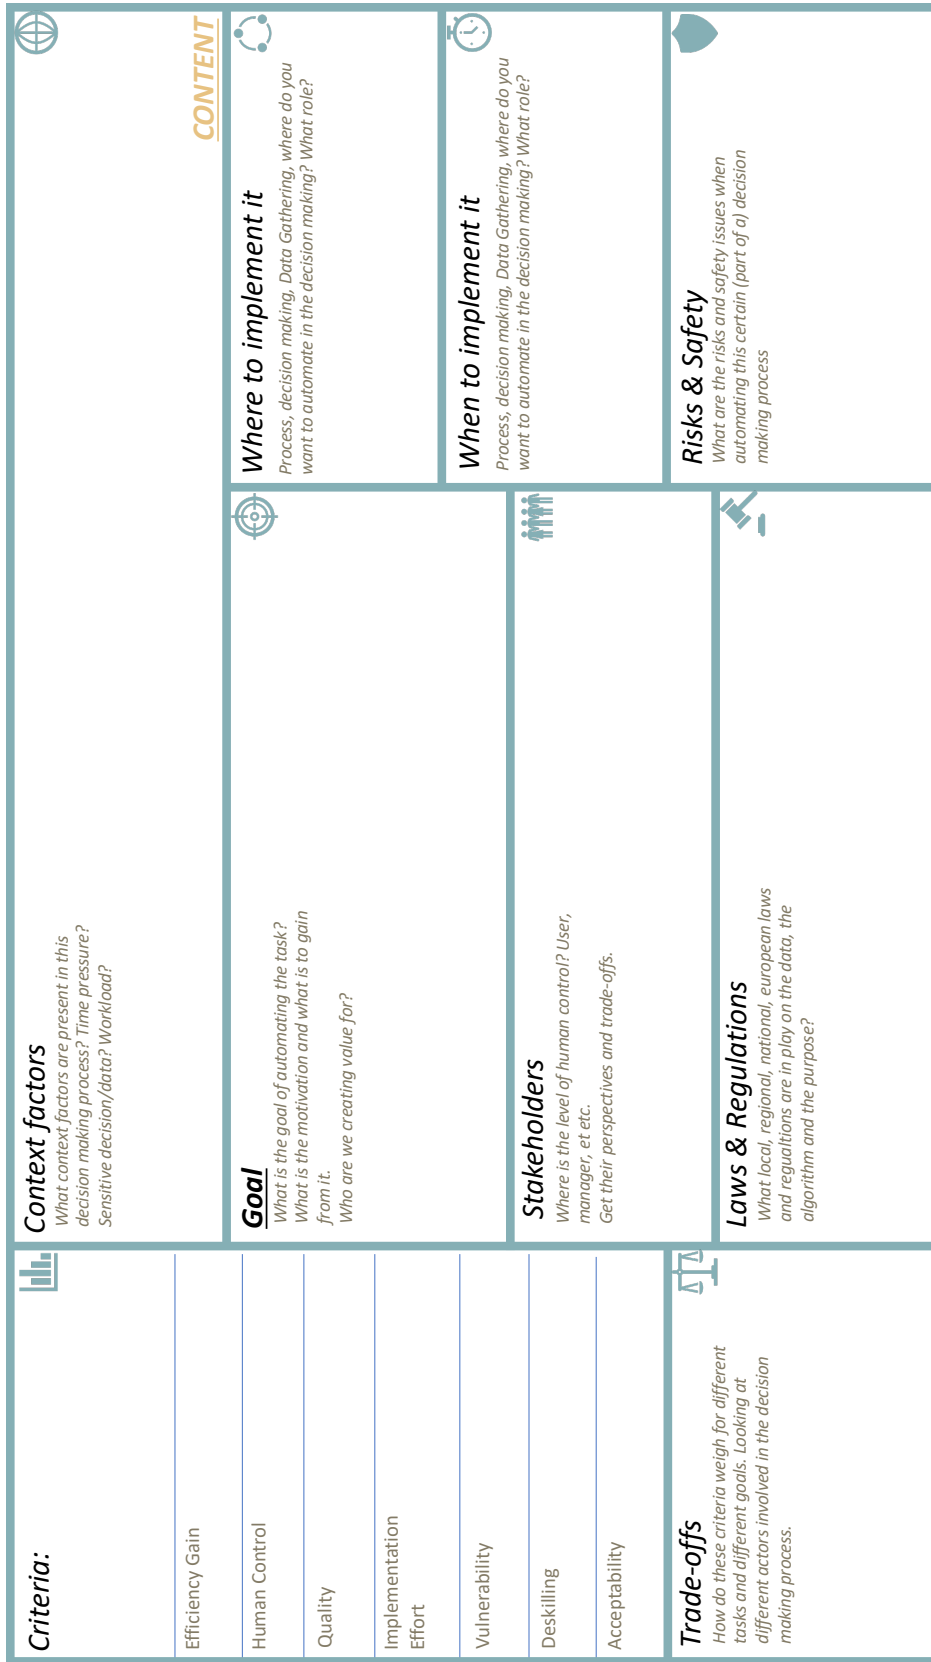 Criteria:
Efficiency Gain
Human Control
Quality
Implementation
Effort
Vulnerability
Deskilling
Acceptability
Trade-offs
How do these criteria weigh for different
tasks and different goals. Looking at
different actors involved in the decision
making process.
Context factors
What context factors are present in this
decision making process? Time pressure?
Sensitive decision/data? Workload?
CONTENT
Goal
What is the goal of automating the task?
What is the motivation and what is to gain
from it.
Who are we creating value for?
Stakeholders
Where is the level of human control? User,
manager, et etc.
Get their perspectives and trade-offs.
Laws & Regulations
What local, regional, national, european laws
and regualtions are in play on the data, the
algorithm and the purpose?
Where to implement it
Process, decision making, Data Gathering, where do you
want to automate in the decision making? What role?
When to implement it
Process, decision making, Data Gathering, where do you
want to automate in the decision making? What role?
Risks & Safety
What are the risks and safety issues when
automating this certain (part of a) decision
making process